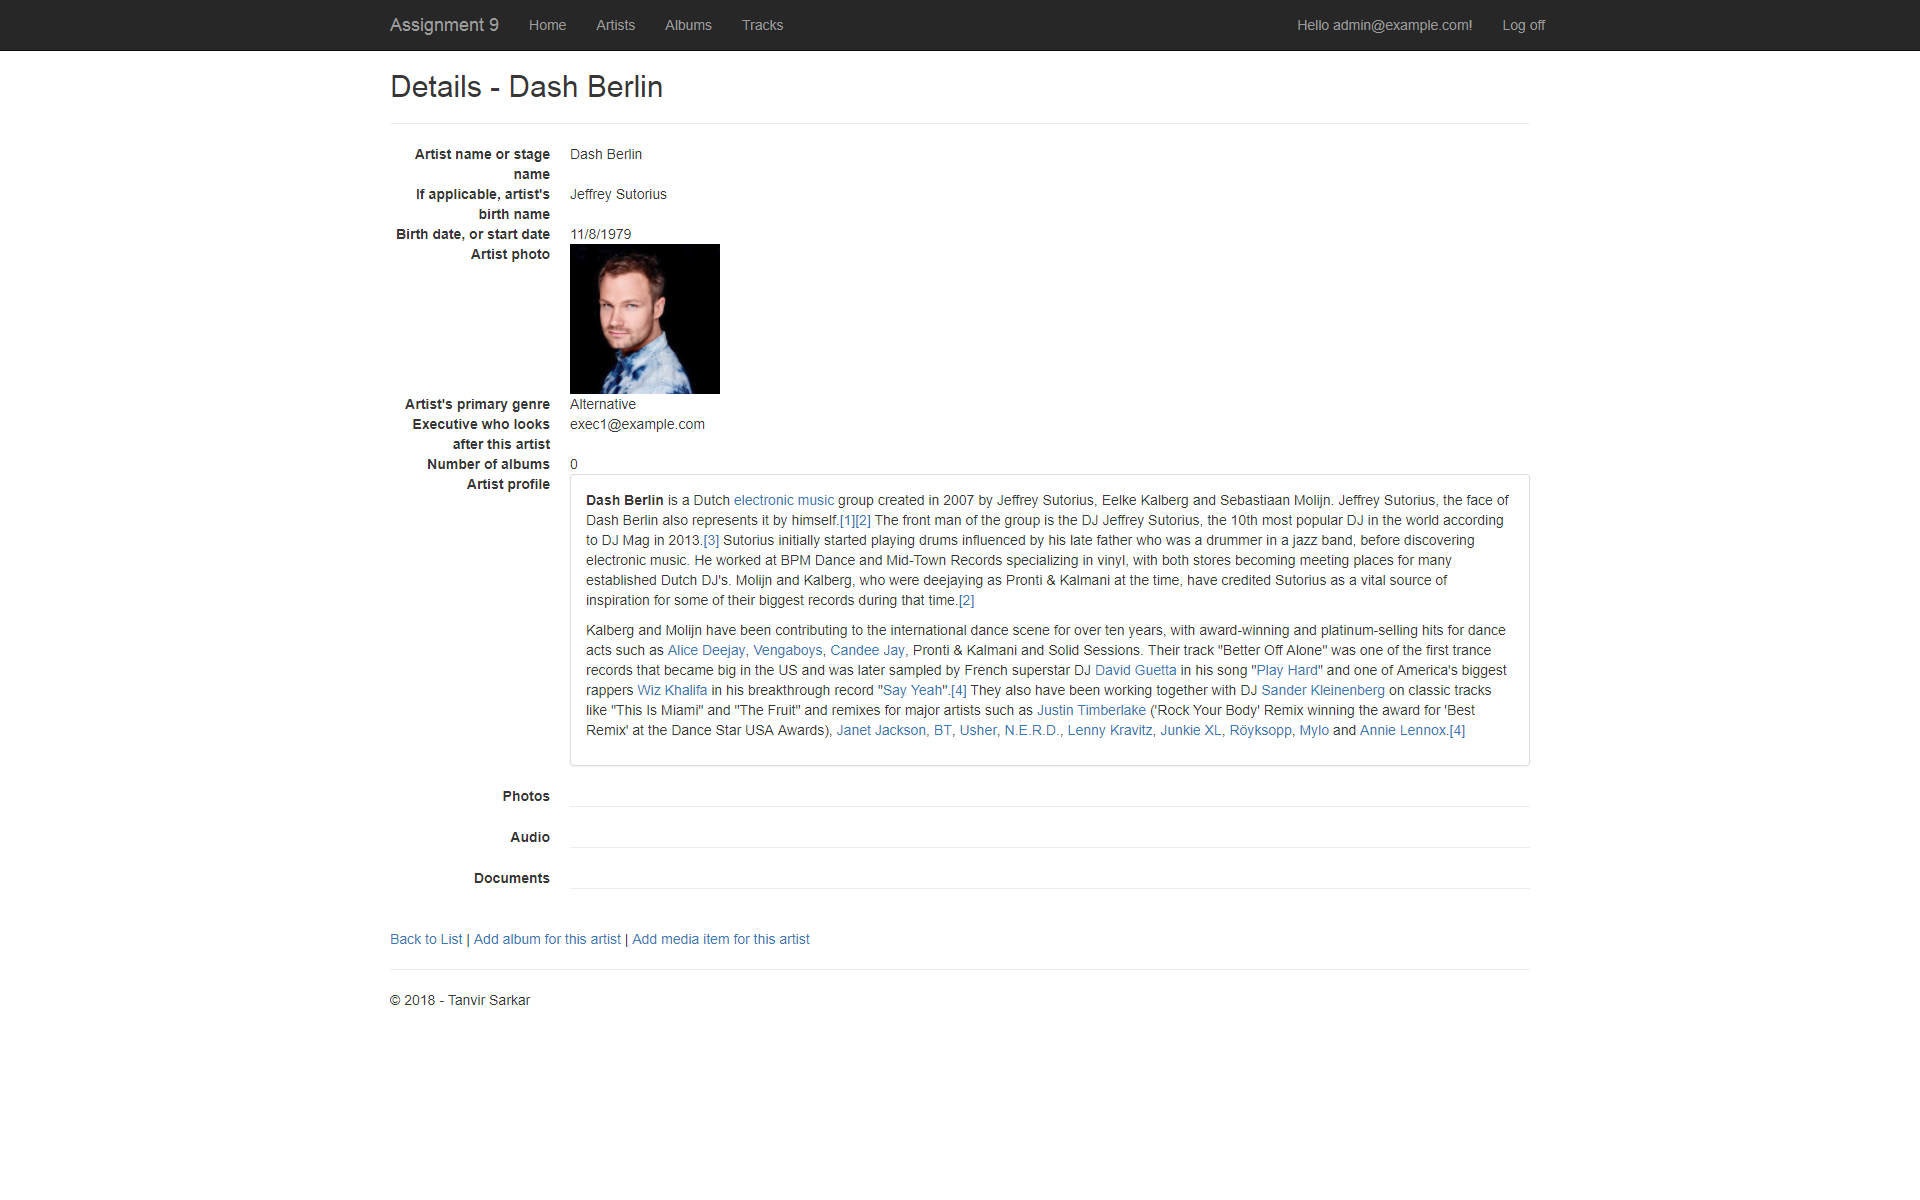 Assignment 9 Home Artists Albums Tracks Hello admin@example.com! Log off
Details - Dash Berlin
Artist name or stage name Dash Berlin
If applicable, artist's birth name Jeffrey Sutorius
Birth date, or start date 11/8/1979
Artist photo
Artist's primary genre Alternative
Executive who looks after this artist exec1@example.com
Number of albums 0
Artist profile
Dash Berlin is a Dutch electronic music group created in 2007 by Jeffrey Sutorius, Eelke Kalberg and Sebastiaan Molijn. Jeffrey Sutorius, the face of
Dash Berlin also represents it by himself.[1][2] The front man of the group is the DJ Jeffrey Sutorius, the 10th most popular DJ in the world according
to DJ Mag in 2013.[3] Sutorius initially started playing drums influenced by his late father who was a drummer in a jazz band, before discovering
electronic music. He worked at BPM Dance and Mid-Town Records specializing in vinyl, with both stores becoming meeting places for many
established Dutch DJ's. Molijn and Kalberg, who were deejaying as Pronti & Kalmani at the time, have credited Sutorius as a vital source of
inspiration for some of their biggest records during that time.[2]
Kalberg and Molijn have been contributing to the international dance scene for over ten years, with award-winning and platinum-selling hits for dance
acts such as Alice Deejay, Vengaboys, Candee Jay, Pronti & Kalmani and Solid Sessions. Their track "Better Off Alone" was one of the first trance
records that became big in the US and was later sampled by French superstar DJ David Guetta in his song "Play Hard" and one of America's biggest
rappers Wiz Khalifa in his breakthrough record "Say Yeah".[4] They also have been working together with DJ Sander Kleinenberg on classic tracks
like "This Is Miami" and "The Fruit" and remixes for major artists such as Justin Timberlake ('Rock Your Body' Remix winning the award for 'Best
Remix' at the Dance Star USA Awards), Janet Jackson, BT, Usher, N.E.R.D., Lenny Kravitz, Junkie XL, Röyksopp, Mylo and Annie Lennox.[4]
Photos
Audio
Documents
Back to List | Add album for this artist | Add media item for this artist
© 2018 - Tanvir Sarkar